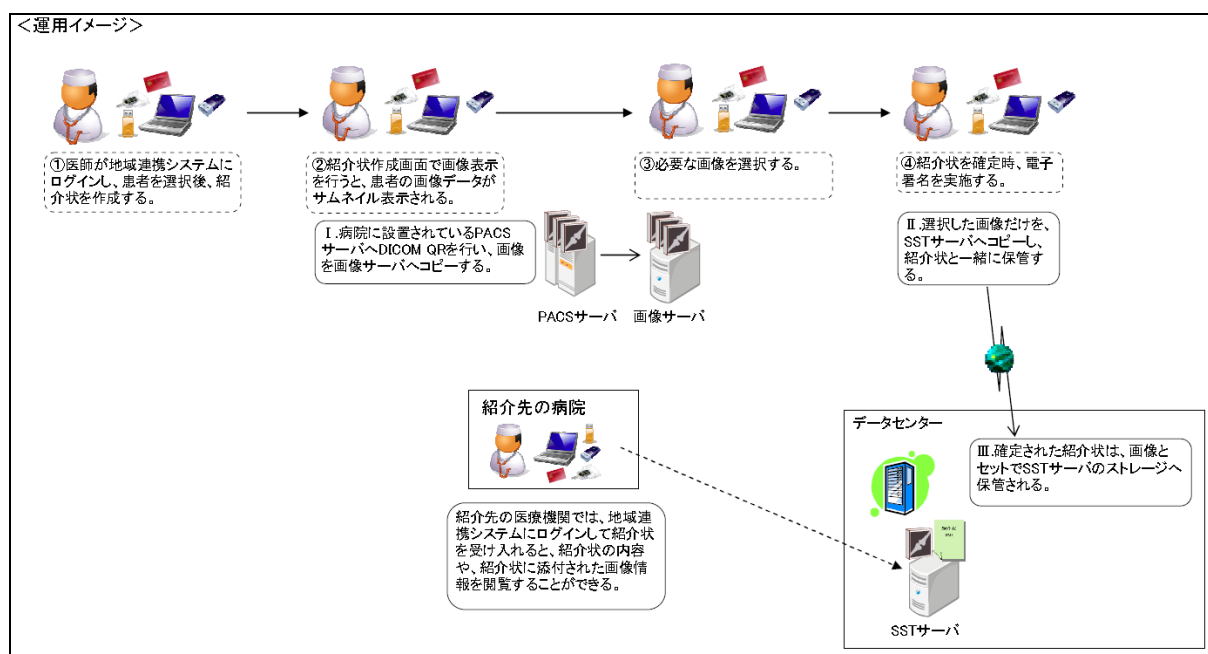 <運用イメージ>
①医師が地域連携システムに
ログインし、患者を選択後、紹
介状を作成する。
②紹介状作成画面で画像表示
を行うと、患者の画像データが
サムネイル表示される。
③必要な画像を選択する。
④紹介状を確定時、電子
署名を実施する。
Ⅰ.病院に設置されているPACS
サーバへDICOM QRを行い、画像
を画像サーバへコピーする。
PACSサーバ
画像サーバ
Ⅱ.選択した画像だけを、
SSTサーバへコピーし、
紹介状と一緒に保管す
る。
紹介先の病院
紹介先の医療機関では、地域連
携システムにログインして紹介状
を受け入れると、紹介状の内容
や、紹介状に添付された画像情
報を閲覧することができる。
データセンター
Ⅲ.確定された紹介状は、画像と
セットでSSTサーバのストレージへ
保管される。
SSTサーバ